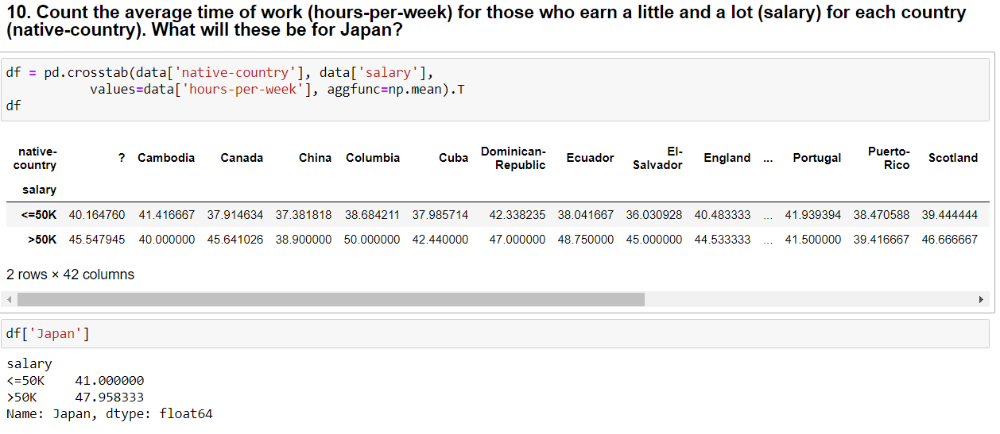 10. Count the average time of work (hours-per-week) for those who earn a little and a lot (salary) for each country
(native-country). What will these be for Japan?
df = pd.crosstab(data['native-country'], data['salary'],
values=data['hours-per-week'], aggfunc=np.mean).T
df
native-country ? Cambodia Canada China Columbia Cuba Dominican-Republic Ecuador El-Salvador England ... Portugal Puerto-Rico Scotland
salary
<=50K 40.164760 41.416667 37.914634 37.381818 38.684211 37.985714 42.338235 38.041667 36.030928 40.483333 ... 41.939394 38.470588 39.444444
>50K 45.547945 40.000000 45.641026 38.900000 50.000000 42.440000 47.000000 48.750000 45.000000 44.533333 ... 41.500000 39.416667 46.666667
2 rows × 42 columns
df['Japan']
salary
<=50K 41.000000
>50K 47.958333
Name: Japan, dtype: float64